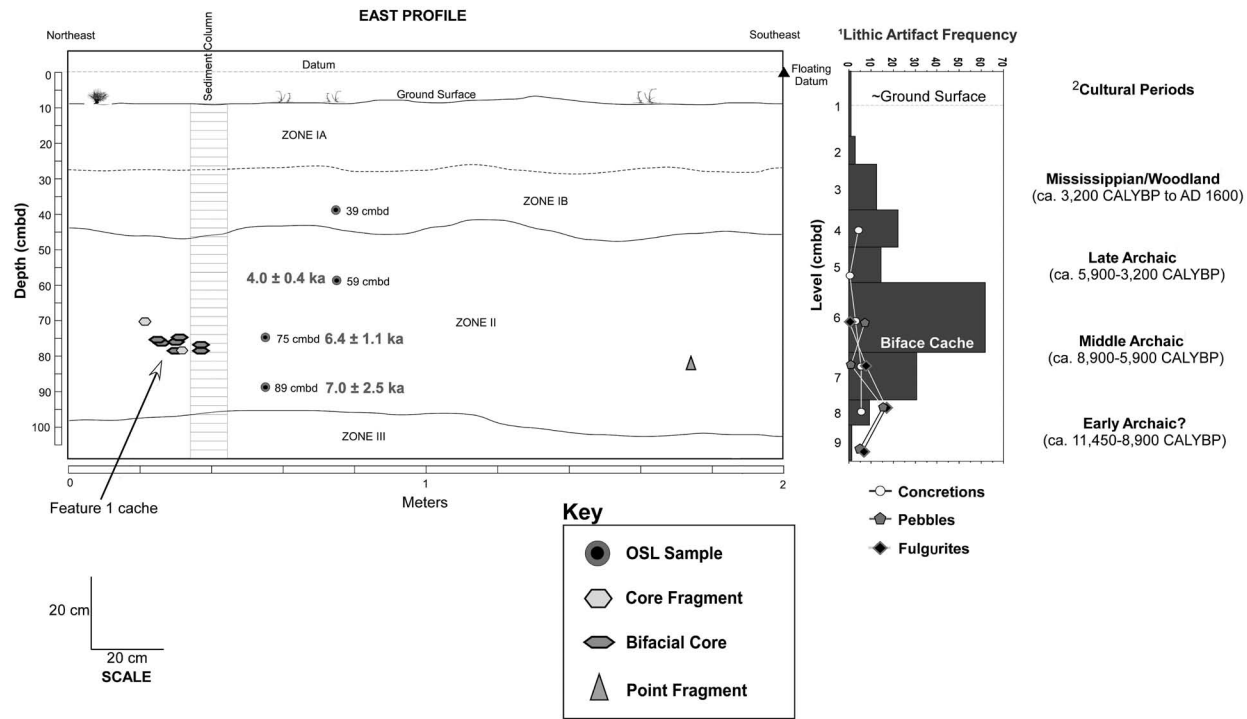 EAST PROFILE
Northeast
Sediment Column
Southeast
Datum
Floating
Datum
Ground Surface
0
10
20
30
40
50
60
70
80
90
100
Depth (cmbd)
ZONE IA
ZONE IB
39 cmbd
4.0 ± 0.4 ka
59 cmbd
ZONE II
75 cmbd
6.4 ± 1.1 ka
89 cmbd
7.0 ± 2.5 ka
ZONE III
0
1
2
Meters
Feature 1 cache
20 cm
20 cm
SCALE
Key
OSL Sample
Core Fragment
Bifacial Core
Point Fragment
¹Lithic Artifact Frequency
0 10 20 30 40 50 60 70
~Ground Surface
Level (cmbd)
1
2
3
4
5
6
7
8
9
Biface Cache
Concretions
Pebbles
Fulgurites
²Cultural Periods
Mississippian/Woodland
(ca. 3,200 CALYBP to AD 1600)
Late Archaic
(ca. 5,900-3,200 CALYBP)
Middle Archaic
(ca. 8,900-5,900 CALYBP)
Early Archaic?
(ca. 11,450-8,900 CALYBP)